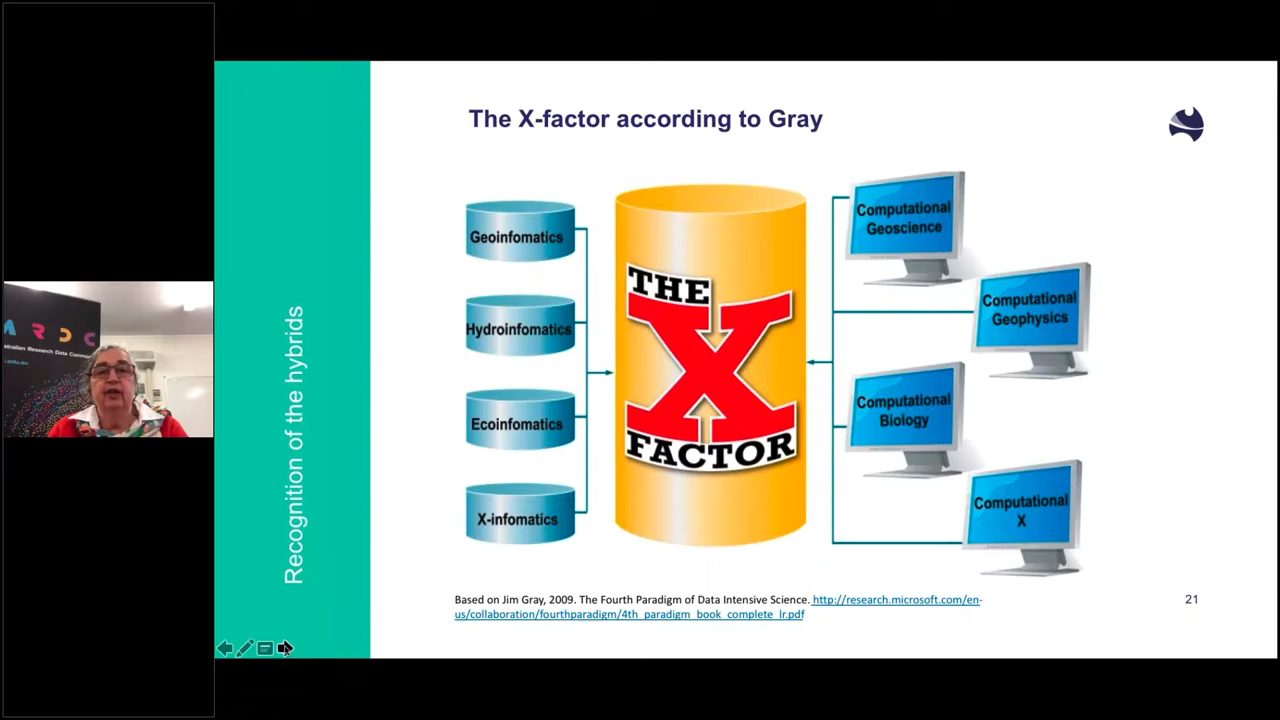 The X-factor according to Gray
Recognition of the hybrids
Geoinfomatics
Hydroinfomatics
Ecoinfomatics
X-infomatics
THE
X
FACTOR
Computational
Geoscience
Computational
Geophysics
Computational
Biology
Computational
X
Based on Jim Gray, 2009. The Fourth Paradigm of Data Intensive Science. http://research.microsoft.com/en-
us/collaboration/fourthparadigm/4th_paradigm_book_complete_lr.pdf
21
R D C